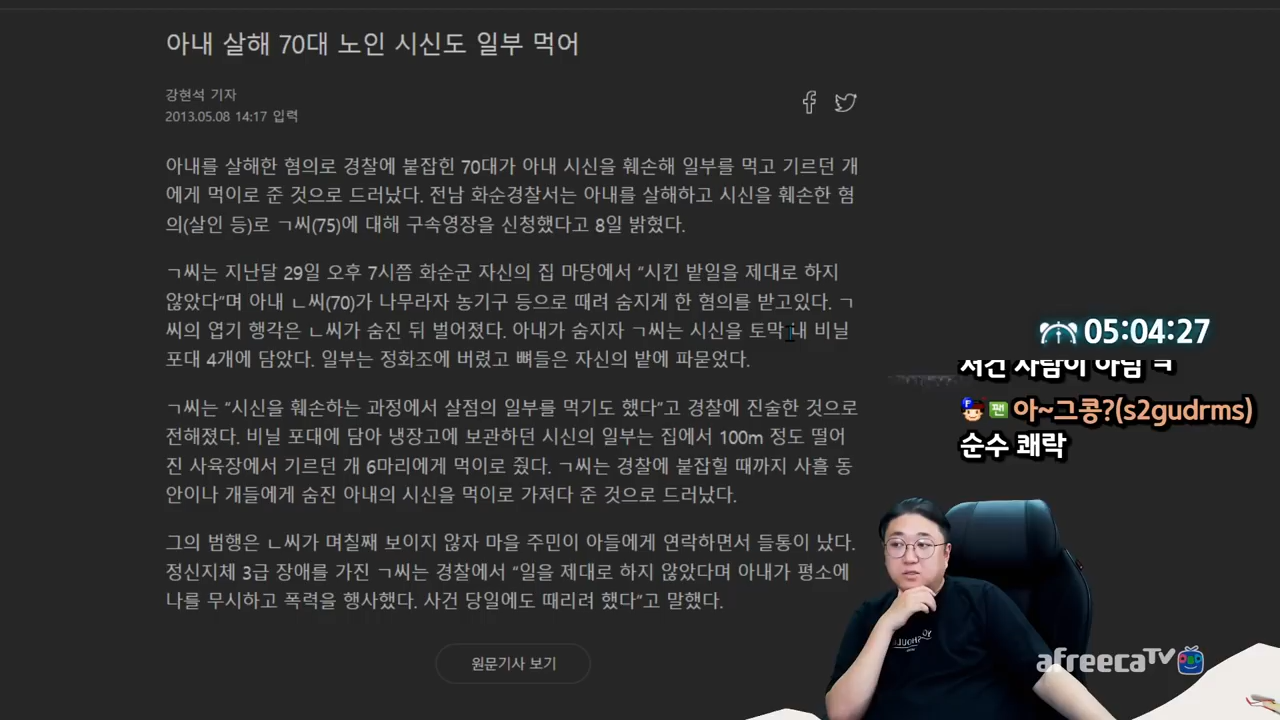 아내 살해 70대 노인 시신도 일부 먹어
강현석 기자
2013.05.08 14:17 입력
아내를 살해한 혐의로 경찰에 붙잡힌 70대가 아내 시신을 훼손해 일부를 먹고 기르던 개
에게 먹이로 준 것으로 드러났다. 전남 화순경찰서는 아내를 살해하고 시신을 훼손한 혐
의(살인 등)로 ㄱ씨(75)에 대해 구속영장을 신청했다고 8일 밝혔다.
ㄱ씨는 지난달 29일 오후 7시쯤 화순군 자신의 집 마당에서 “시킨 밭일을 제대로 하지
않았다”며 아내 ㄴ씨(70)가 나무라자 농기구 등으로 때려 숨지게 한 혐의를 받고있다. ㄱ
씨의 엽기 행각은 ㄴ씨가 숨진 뒤 벌어졌다. 아내가 숨지자 ㄱ씨는 시신을 토막 내 비닐
포대 4개에 담았다. 일부는 정화조에 버렸고 뼈들은 자신의 밭에 파묻었다.
ㄱ씨는 “시신을 훼손하는 과정에서 살점의 일부를 먹기도 했다”고 경찰에 진술한 것으로
전해졌다. 비닐 포대에 담아 냉장고에 보관하던 시신의 일부는 집에서 100m 정도 떨어
진 사육장에서 기르던 개 6마리에게 먹이로 줬다. ㄱ씨는 경찰에 붙잡힐 때까지 사흘 동
안이나 개들에게 숨진 아내의 시신을 먹이로 가져다 준 것으로 드러났다.
그의 범행은 ㄴ씨가 며칠째 보이지 않자 마을 주민이 아들에게 연락하면서 들통이 났다.
정신지체 3급 장애를 가진 ㄱ씨는 경찰에서 “일을 제대로 하지 않았다며 아내가 평소에
나를 무시하고 폭력을 행사했다. 사건 당일에도 때리려 했다”고 말했다.
원문기사 보기
05:04:27
저건 사람이 아님 ㅋ
F 팬 아~그콩?(s2gudrms)
순수 쾌락
afreecaTV